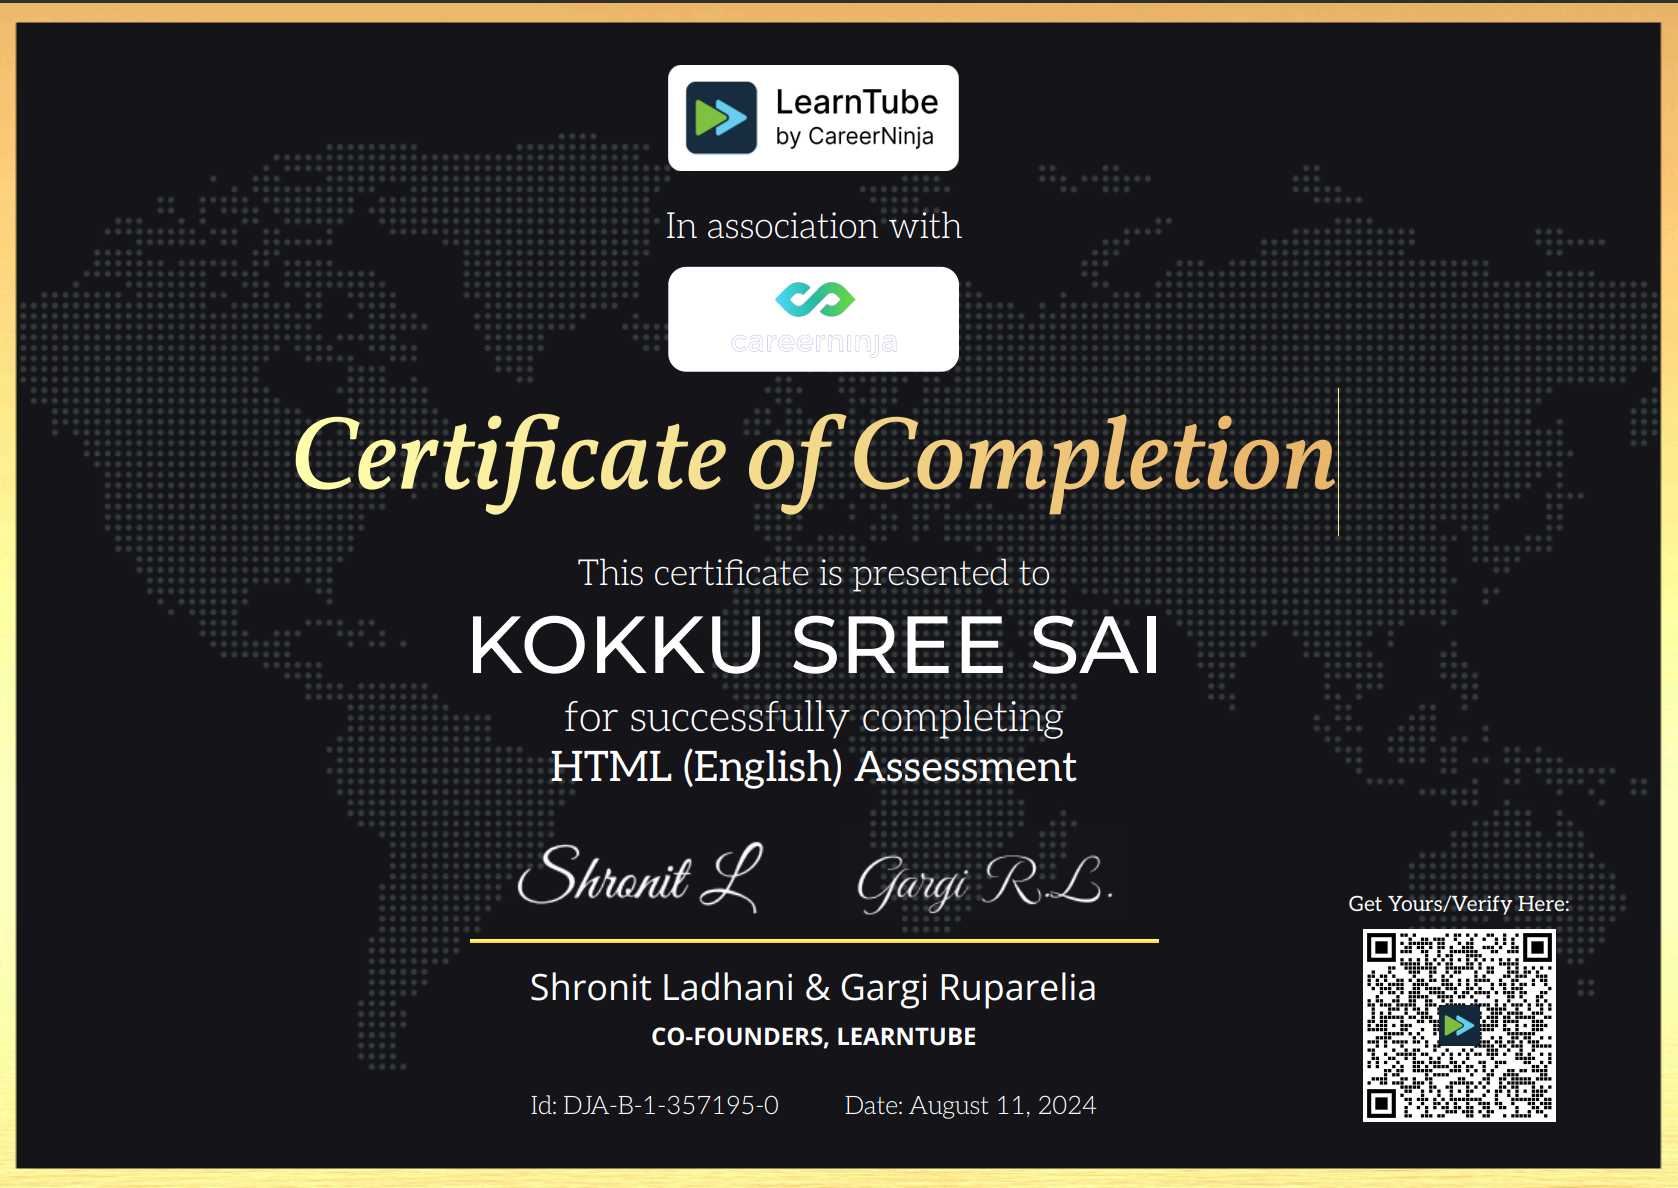 LearnTube
by CareerNinja
In association with
careerninja
Certificate of Completion
This certificate is presented to
KOKKU SREE SAI
for successfully completing
HTML (English) Assessment
Shronit L
Gargi R.L.
Shronit Ladhani & Gargi Ruparelia
CO-FOUNDERS, LEARNTUBE
Id: DJA-B-1-357195-0
Date: August 11, 2024
Get Yours/Verify Here: